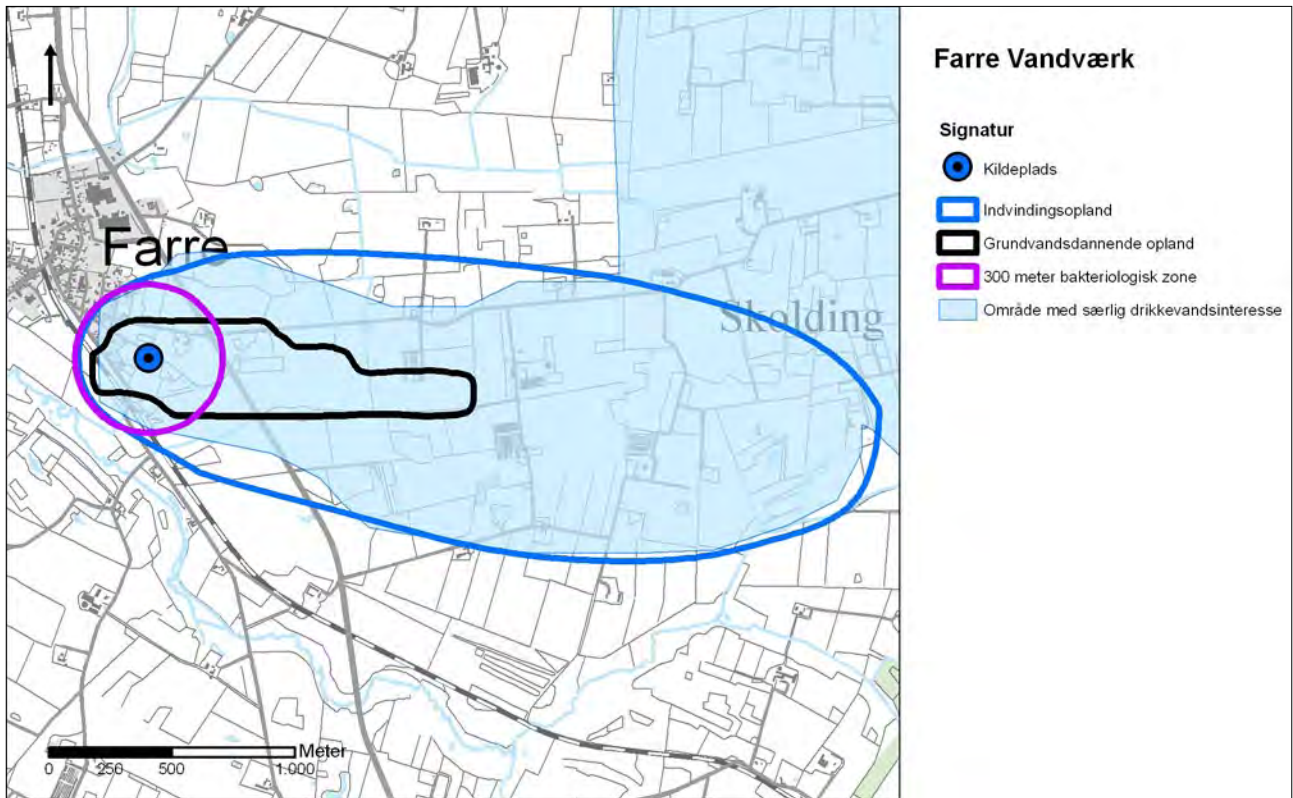 Farre Vandværk
Signatur
Kildeplads
Indvindingsopland
Grundvandsdannende opland
300 meter bakteriologisk zone
Område med særlig drikkevandsinteresse
Farre
Skolding
Meter
0 250 500 1.000